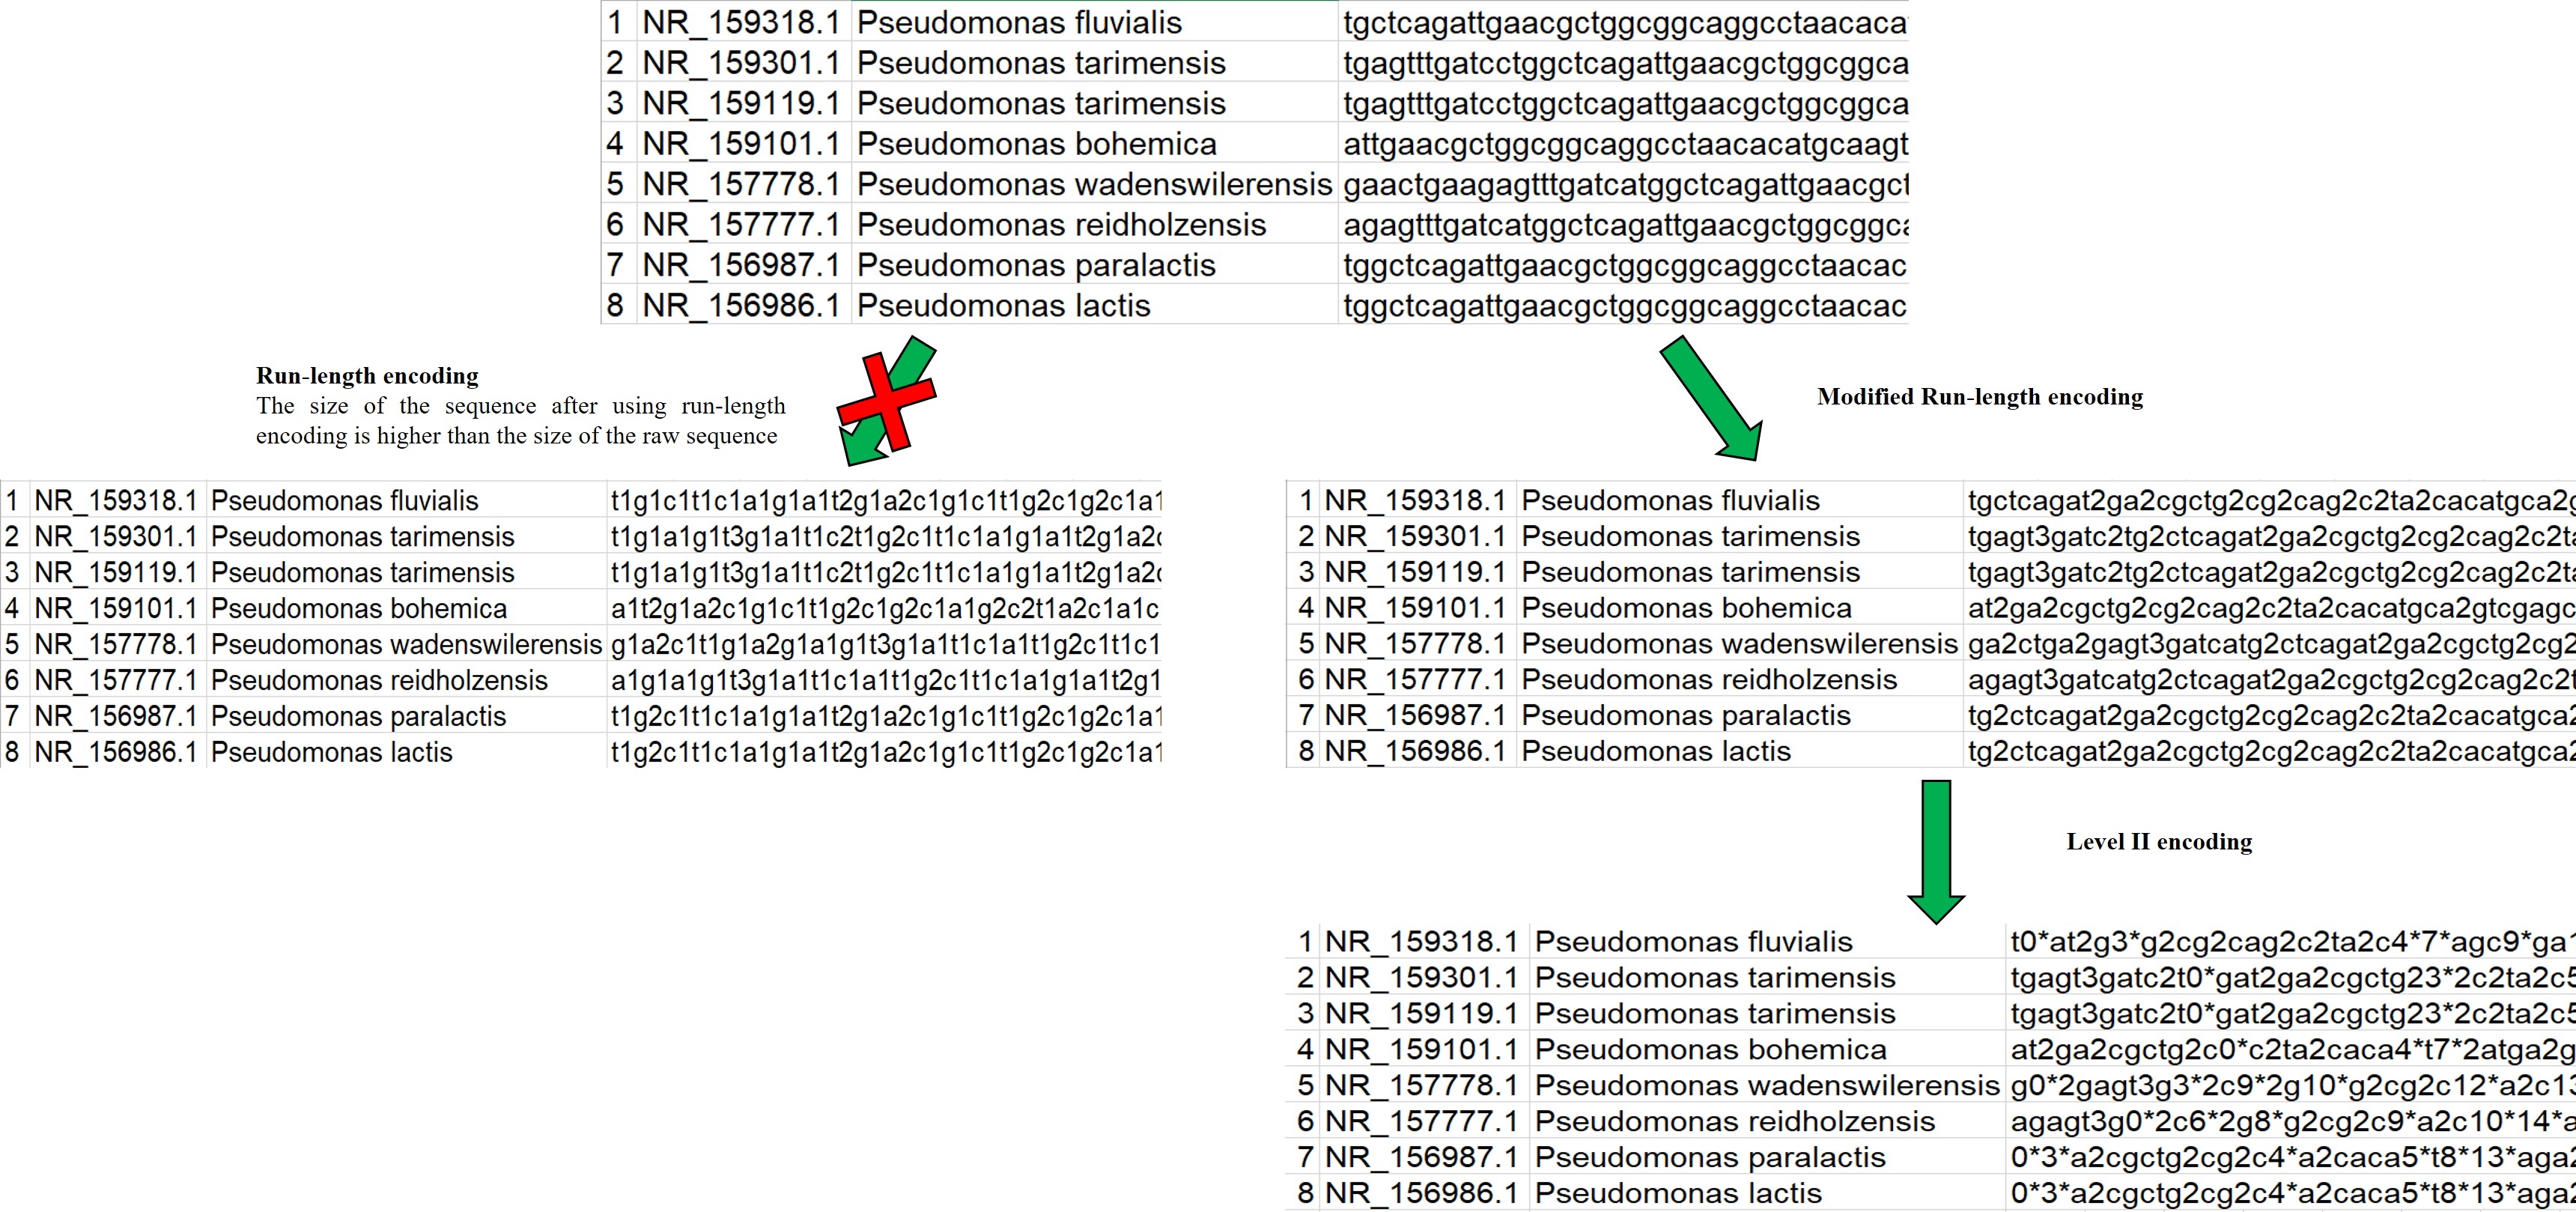 1 NR_159318.1 Pseudomonas fluvialis tgctcagattgaacgctggcggcaggcctaacaca
2 NR_159301.1 Pseudomonas tarimensis tgagtttgatcctggctcagattgaacgctggcggca
3 NR_159119.1 Pseudomonas tarimensis tgagtttgatcctggctcagattgaacgctggcggca
4 NR_159101.1 Pseudomonas bohemica attgaacgctggcggcaggcctaacacatgcaagt
5 NR_157778.1 Pseudomonas wadenswilerensis gaactgaagagtttgatcatggctcagattgaacgct
6 NR_157777.1 Pseudomonas reidholzensis agagtttgatcatggctcagattgaacgctggcggca
7 NR_156987.1 Pseudomonas paralactis tggctcagattgaacgctggcggcaggcctaacac
8 NR_156986.1 Pseudomonas lactis tggctcagattgaacgctggcggcaggcctaacac
Run-length encoding
The size of the sequence after using run-length
encoding is higher than the size of the raw sequence
Modified Run-length encoding
1 NR_159318.1 Pseudomonas fluvialis t1g1c1t1c1a1g1a1t2g1a2c1g1c1t1g2c1g2c1a1
2 NR_159301.1 Pseudomonas tarimensis t1g1a1g1t3g1a1t1c2t1g2c1t1c1a1g1a1t2g1a2c
3 NR_159119.1 Pseudomonas tarimensis t1g1a1g1t3g1a1t1c2t1g2c1t1c1a1g1a1t2g1a2c
4 NR_159101.1 Pseudomonas bohemica a1t2g1a2c1g1c1t1g2c1g2c1a1g2c2t1a2c1a1c
5 NR_157778.1 Pseudomonas wadenswilerensis g1a2c1t1g1a2g1a1g1t3g1a1t1c1a1t1g2c1t1c1
6 NR_157777.1 Pseudomonas reidholzensis a1g1a1g1t3g1a1t1c1a1t1g2c1t1c1a1g1a1t2g1
7 NR_156987.1 Pseudomonas paralactis t1g2c1t1c1a1g1a1t2g1a2c1g1c1t1g2c1g2c1a1
8 NR_156986.1 Pseudomonas lactis t1g2c1t1c1a1g1a1t2g1a2c1g1c1t1g2c1g2c1a1
1 NR_159318.1 Pseudomonas fluvialis tgctcagat2ga2cgctg2cg2cag2c2ta2cacatgca2g
2 NR_159301.1 Pseudomonas tarimensis tgagt3gatc2tg2ctcagat2ga2cgctg2cg2cag2c2ta
3 NR_159119.1 Pseudomonas tarimensis tgagt3gatc2tg2ctcagat2ga2cgctg2cg2cag2c2ta
4 NR_159101.1 Pseudomonas bohemica at2ga2cgctg2cg2cag2c2ta2cacatgca2gtcgagc
5 NR_157778.1 Pseudomonas wadenswilerensis ga2ctga2gagt3gatcatg2ctcagat2ga2cgctg2cg2
6 NR_157777.1 Pseudomonas reidholzensis agagt3gatcatg2ctcagat2ga2cgctg2cg2cag2c2t
7 NR_156987.1 Pseudomonas paralactis tg2ctcagat2ga2cgctg2cg2cag2c2ta2cacatgca2
8 NR_156986.1 Pseudomonas lactis tg2ctcagat2ga2cgctg2cg2cag2c2ta2cacatgca2
Level II encoding
1 NR_159318.1 Pseudomonas fluvialis t0*at2g3*g2cg2cag2c2ta2c4*7*agc9*ga1
2 NR_159301.1 Pseudomonas tarimensis tgagt3gatc2t0*gat2ga2cgctg23*2c2ta2c5
3 NR_159119.1 Pseudomonas tarimensis tgagt3gatc2t0*gat2ga2cgctg23*2c2ta2c5
4 NR_159101.1 Pseudomonas bohemica at2ga2cgctg2c0*c2ta2caca4*t7*2atga2g
5 NR_157778.1 Pseudomonas wadenswilerensis g0*2gagt3g3*2c9*2g10*g2cg2c12*a2c13
6 NR_157777.1 Pseudomonas reidholzensis agagt3g0*2c6*2g8*g2cg2c9*a2c10*14*a
7 NR_156987.1 Pseudomonas paralactis 0*3*a2cgctg2cg2c4*a2caca5*t8*13*aga2
8 NR_156986.1 Pseudomonas lactis 0*3*a2cgctg2cg2c4*a2caca5*t8*13*aga2